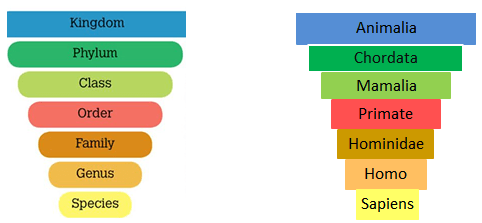 Kingdom
Phylum
Class
Order
Family
Genus
Species
Animalia
Chordata
Mamalia
Primate
Hominidae
Homo
Sapiens